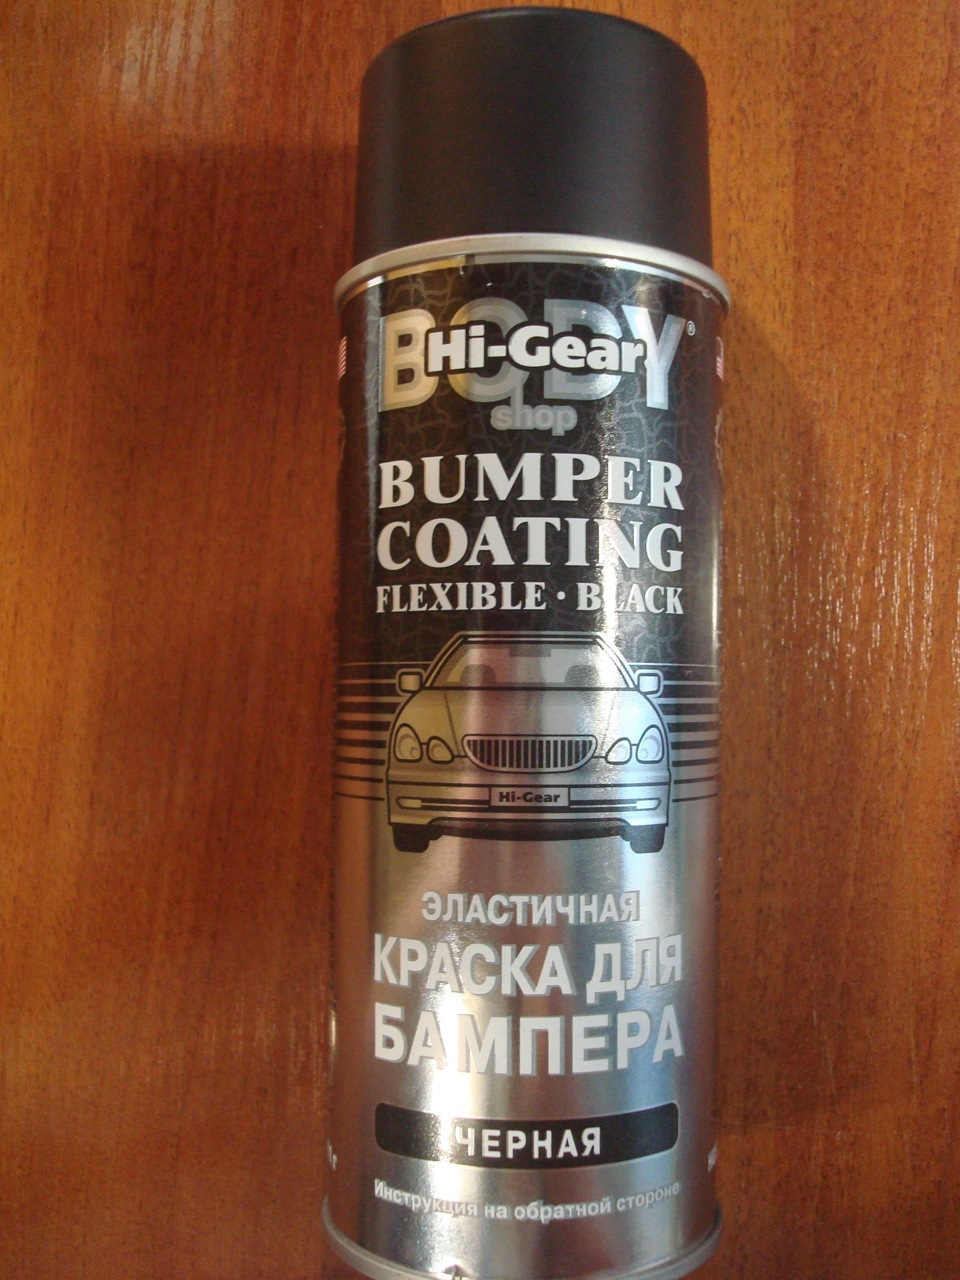 BODY
Hi-Gear®
shop
BUMPER
COATING
FLEXIBLE · BLACK
Hi-Gear
ЭЛАСТИЧНАЯ
КРАСКА ДЛЯ
БАМПЕРА
ЧЕРНАЯ
Инструкция на обратной стороне